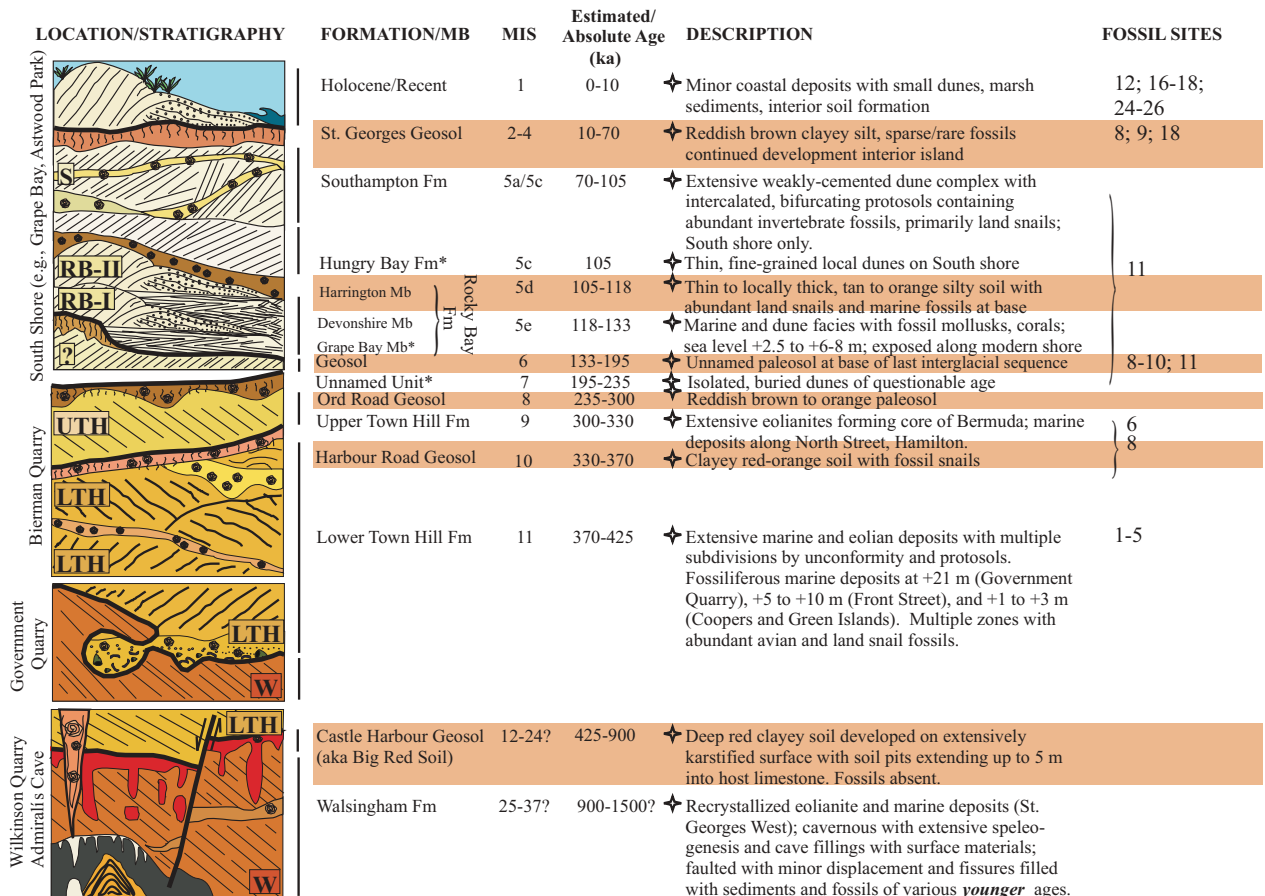 Estimated/
LOCATION/STRATIGRAPHY FORMATION/MB MIS Absolute Age DESCRIPTION FOSSIL SITES
(ka)
South Shore (e.g., Grape Bay, Astwood Park)
S
RB-II
RB-I
?
Bierman Quarry
UTH
LTH
LTH
Government
Quarry
LTH
W
Wilkinson Quarry
Admiral's Cave
LTH
W
Holocene/Recent 1 0-10 Minor coastal deposits with small dunes, marsh 12; 16-18;
sediments, interior soil formation 24-26
St. Georges Geosol 2-4 10-70 Reddish brown clayey silt, sparse/rare fossils 8; 9; 18
continued development interior island
Southampton Fm 5a/5c 70-105 Extensive weakly-cemented dune complex with
intercalated, bifurcating protosols containing
abundant invertebrate fossils, primarily land snails;
South shore only.
Hungry Bay Fm* 5c 105 Thin, fine-grained local dunes on South shore 11
Harrington Mb 5d 105-118 Thin to locally thick, tan to orange silty soil with
abundant land snails and marine fossils at base
Rocky Bay
Fm
Devonshire Mb 5e 118-133 Marine and dune facies with fossil mollusks, corals;
Grape Bay Mb* sea level +2.5 to +6-8 m; exposed along modern shore
Geosol 6 133-195 Unnamed paleosol at base of last interglacial sequence 8-10; 11
Unnamed Unit* 7 195-235 Isolated, buried dunes of questionable age
Ord Road Geosol 8 235-300 Reddish brown to orange paleosol
Upper Town Hill Fm 9 300-330 Extensive eolianites forming core of Bermuda; marine 6
deposits along North Street, Hamilton. 8
Harbour Road Geosol 10 330-370 Clayey red-orange soil with fossil snails
Lower Town Hill Fm 11 370-425 Extensive marine and eolian deposits with multiple 1-5
subdivisions by unconformity and protosols.
Fossiliferous marine deposits at +21 m (Government
Quarry), +5 to +10 m (Front Street), and +1 to +3 m
(Coopers and Green Islands). Multiple zones with
abundant avian and land snail fossils.
Castle Harbour Geosol 12-24? 425-900 Deep red clayey soil developed on extensively
(aka Big Red Soil) karstified surface with soil pits extending up to 5 m
into host limestone. Fossils absent.
Walsingham Fm 25-37? 900-1500? Recrystallized eolianite and marine deposits (St.
Georges West); cavernous with extensive speleo-
genesis and cave fillings with surface materials;
faulted with minor displacement and fissures filled
with sediments and fossils of various younger ages.